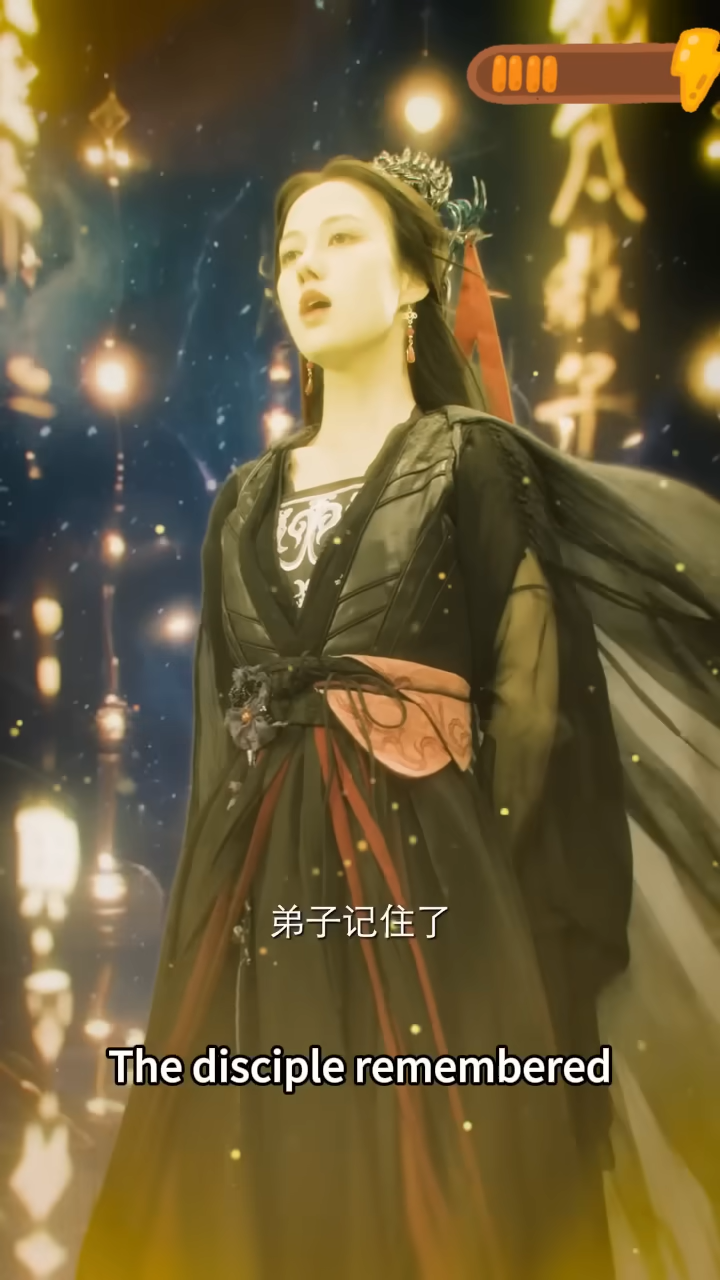 弟子记住了
The disciple remembered